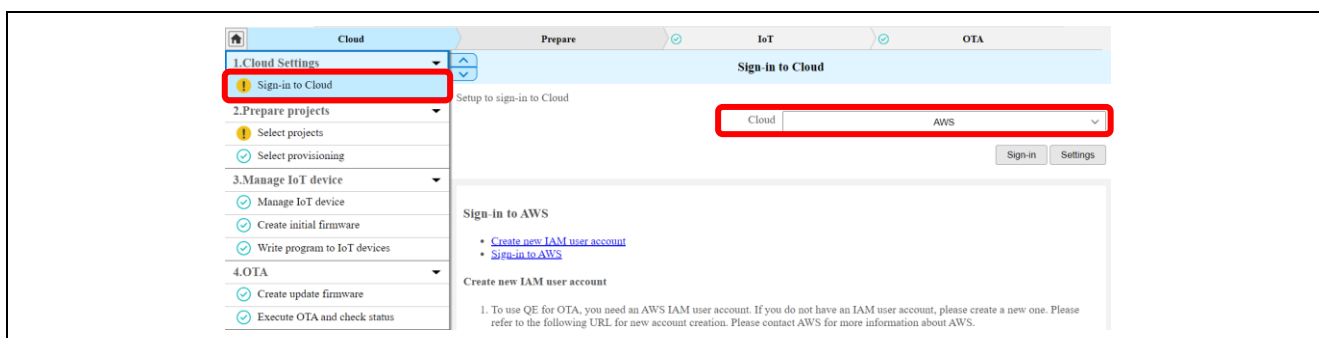 Cloud
Prepare
IoT
OTA
1.Cloud Settings
Sign-in to Cloud
2.Prepare projects
Select projects
Select provisioning
3.Manage IoT device
Manage IoT device
Create initial firmware
Write program to IoT devices
4.OTA
Create update firmware
Execute OTA and check status
Sign-in to Cloud
Setup to sign-in to Cloud
Cloud AWS
Sign-in Settings
Sign-in to AWS
• Create new IAM user account
• Sign-in to AWS
Create new IAM user account
1. To use QE for OTA, you need an AWS IAM user account. If you do not have an IAM user account, please create a new one. Please
refer to the following URL for new account creation. Please contact AWS for more information about AWS.